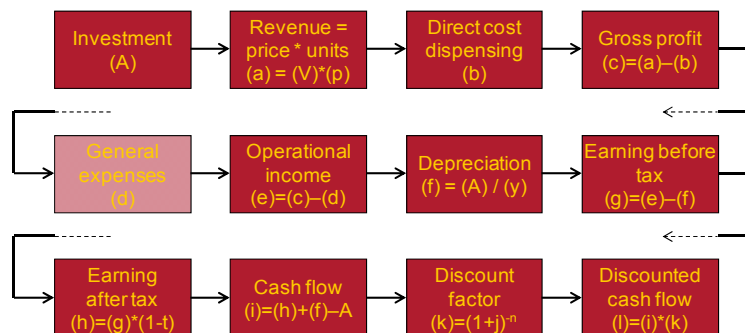 Investment
(A)
Revenue =
price * units
(a) = (V)*(p)
Direct cost
dispensing
(b)
Gross profit
(c)=(a)–(b)
General
expenses
(d)
Operational
income
(e)=(c)–(d)
Depreciation
(f) = (A) / (y)
Earning before
tax
(g)=(e)–(f)
Earning
after tax
(h)=(g)*(1-t)
Cash flow
(i)=(h)+(f)–A
Discount
factor
(k)=(1+j)⁻ⁿ
Discounted
cash flow
(l)=(i)*(k)